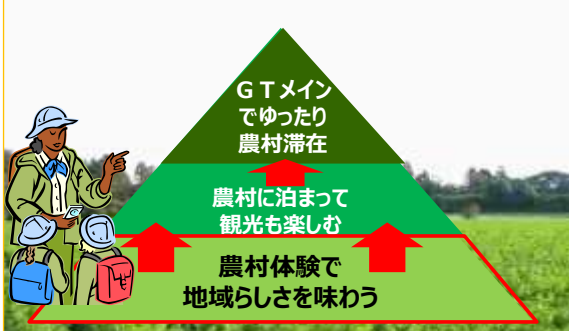 ＧＴメイン
でゆったり
農村滞在
農村に泊まって
観光も楽しむ
農村体験で
地域らしさを味わう